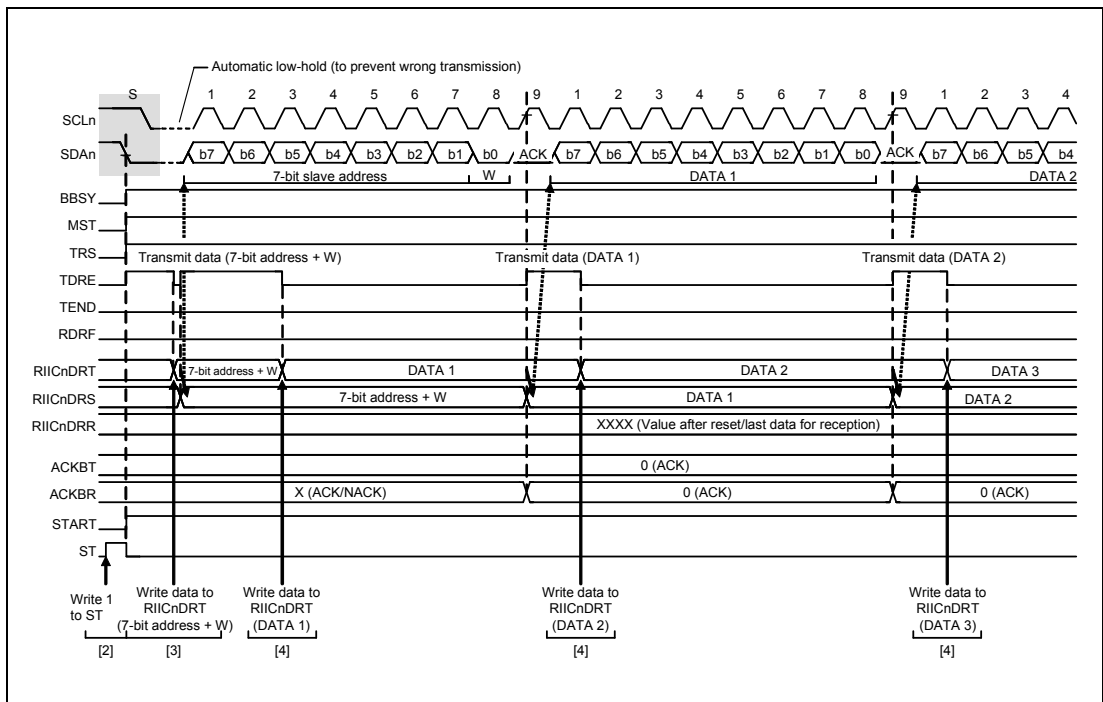 Automatic low-hold (to prevent wrong transmission)
S 1 2 3 4 5 6 7 8 9 1 2 3 4 5 6 7 8 9 1 2 3 4
SCLn
SDAn b7 b6 b5 b4 b3 b2 b1 b0 ACK b7 b6 b5 b4 b3 b2 b1 b0 ACK b7 b6 b5 b4
7-bit slave address W DATA 1 DATA 2
BBSY
MST
TRS
Transmit data (7-bit address + W) Transmit data (DATA 1) Transmit data (DATA 2)
TDRE
TEND
RDRF
RIICnDRT 7-bit address + W DATA 1 DATA 2 DATA 3
RIICnDRS 7-bit address + W DATA 1 DATA 2
RIICnDRR XXXX (Value after reset/last data for reception)
ACKBT 0 (ACK)
ACKBR X (ACK/NACK) 0 (ACK) 0 (ACK)
START
ST
Write 1
to ST
[2]
Write data to
RIICnDRT
(7-bit address + W)
[3]
Write data to
RIICnDRT
(DATA 1)
[4]
Write data to
RIICnDRT
(DATA 2)
[4]
Write data to
RIICnDRT
(DATA 3)
[4]